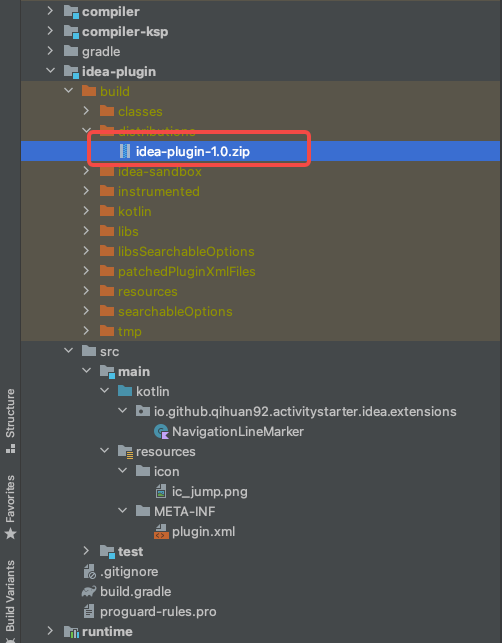 compiler
compiler-ksp
gradle
idea-plugin
build
classes
distributions
idea-plugin-1.0.zip
idea-sandbox
instrumented
kotlin
libs
libsSearchableOptions
patchedPluginXmlFiles
resources
searchableOptions
tmp
src
main
kotlin
io.github.qihuan92.activitystarter.idea.extensions
NavigationLineMarker
resources
icon
ic_jump.png
META-INF
plugin.xml
test
.gitignore
build.gradle
proguard-rules.pro
runtime
Structure
Favorites
Build Variants